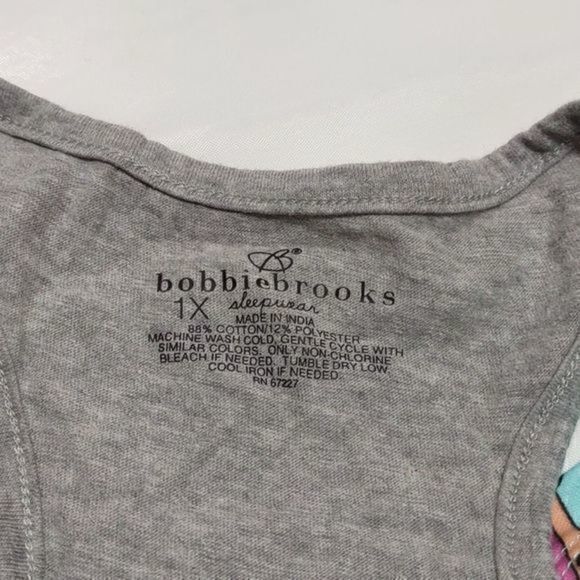 B®
bobbiebrooks
1X sleepwear
MADE IN INDIA
88% COTTON/12% POLYESTER
MACHINE WASH COLD, GENTLE CYCLE WITH
SIMILAR COLORS. ONLY NON-CHLORINE
BLEACH IF NEEDED. TUMBLE DRY LOW.
COOL IRON IF NEEDED.
RN 67227